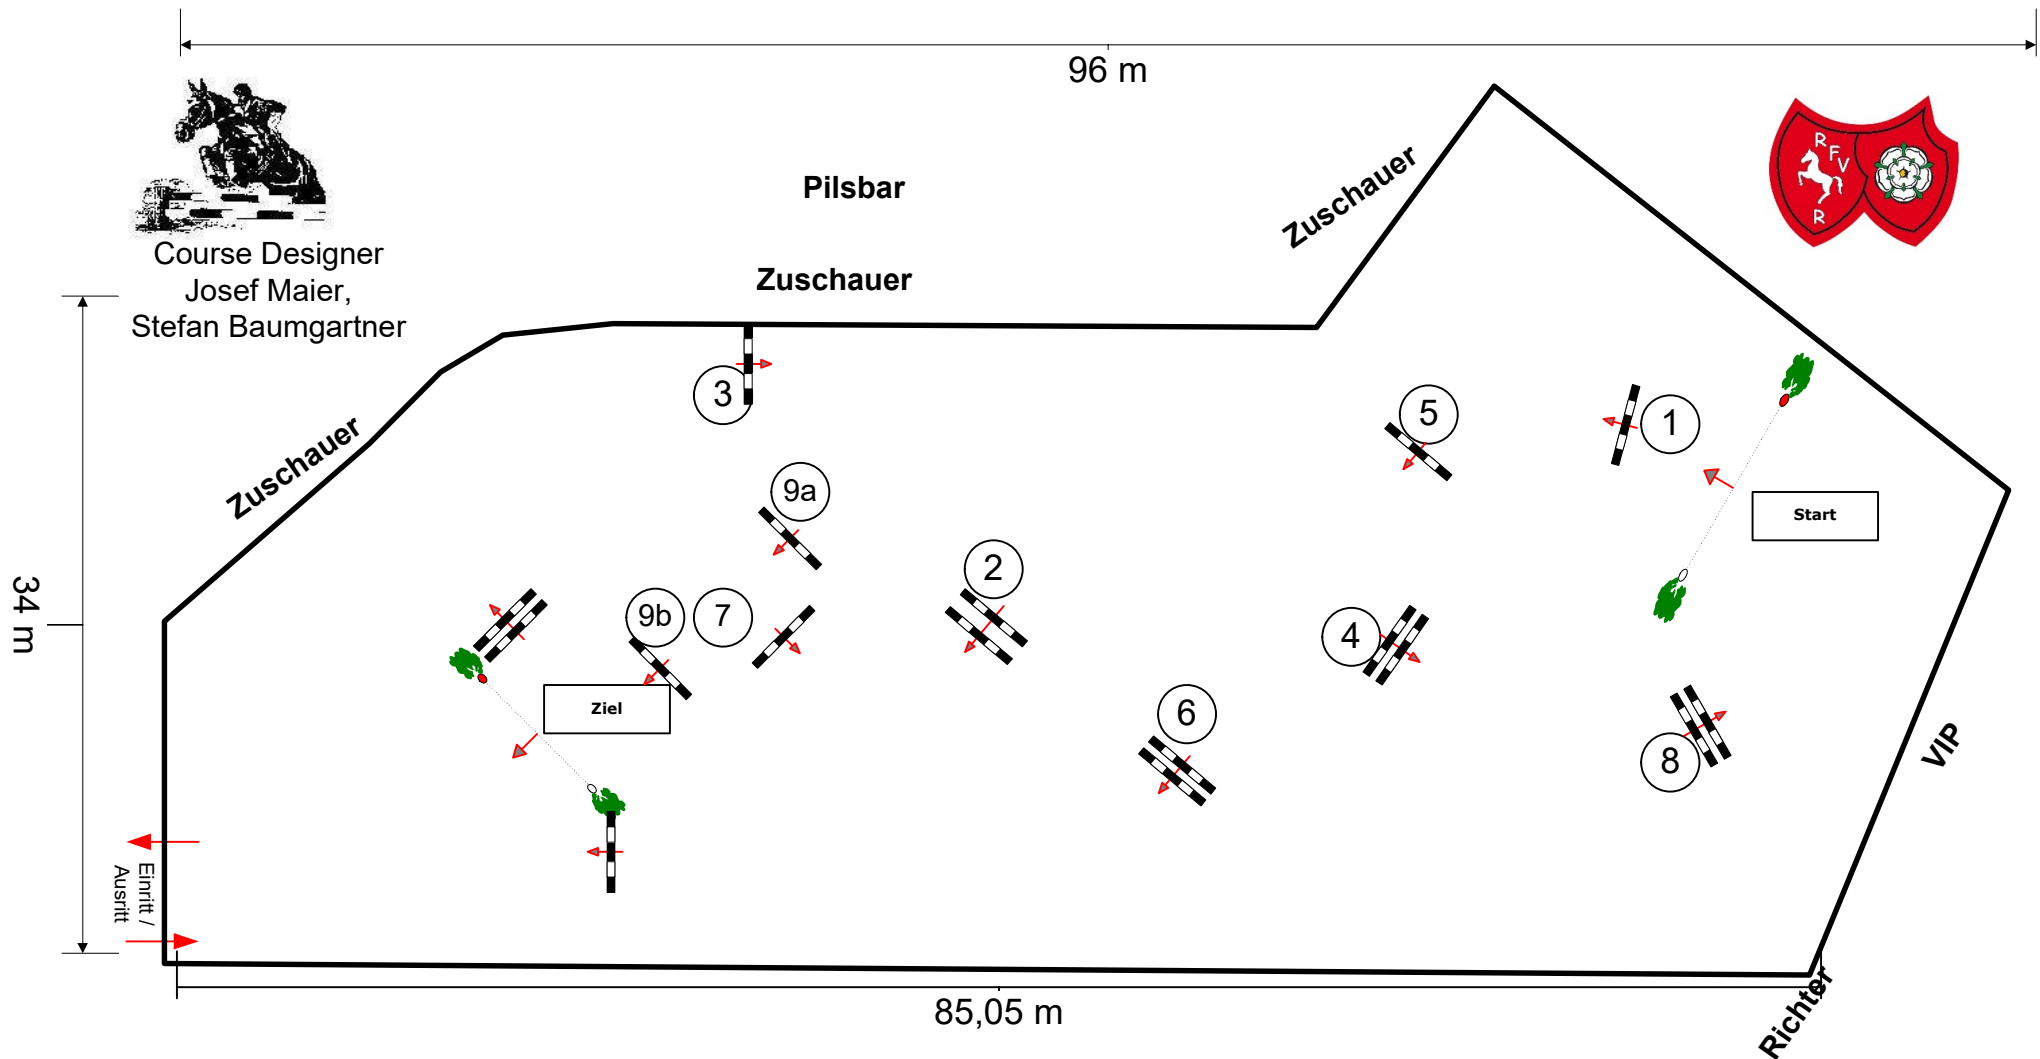 96 m
Course Designer
Josef Maier,
Stefan Baumgartner
Pilsbar
Zuschauer
Zuschauer
R
F
V
R
Zuschauer
3
5
1
9a
Start
2
9b
7
4
34 m
Ziel
6
8
VIP
Einritt /
Ausritt
85,05 m
Richter